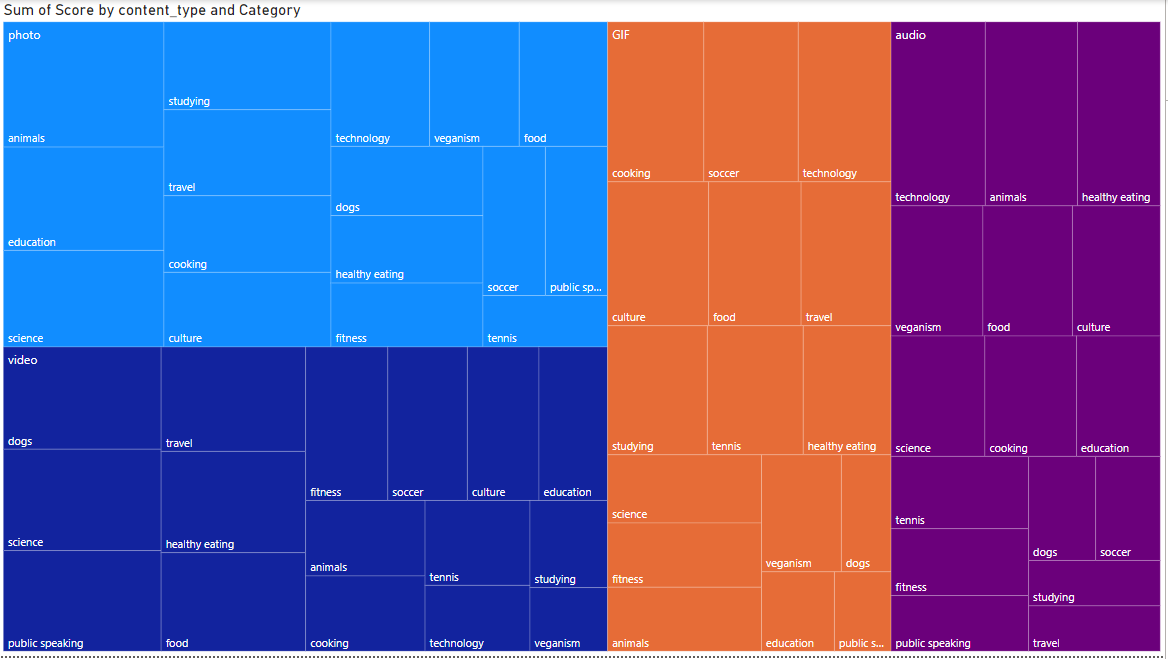 Sum of Score by content_type and Category
photo
animals
education
science
studying
travel
cooking
culture
technology
veganism
food
dogs
healthy eating
fitness
soccer
public sp...
tennis
video
dogs
science
public speaking
travel
healthy eating
food
fitness
soccer
culture
education
animals
cooking
tennis
technology
studying
veganism
GIF
cooking
soccer
technology
culture
food
travel
studying
tennis
healthy eating
science
fitness
animals
veganism
dogs
education
public s...
audio
technology
animals
healthy eating
veganism
food
culture
science
cooking
education
tennis
fitness
public speaking
dogs
soccer
studying
travel